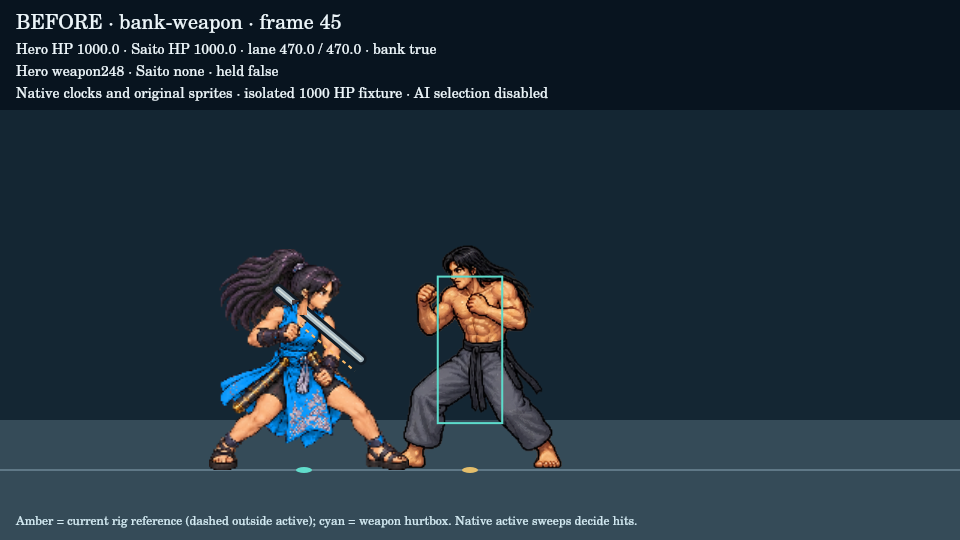 BEFORE · bank-weapon · frame 45
Hero HP 1000.0 · Saito HP 1000.0 · lane 470.0 / 470.0 · bank true
Hero weapon248 · Saito none · held false
Native clocks and original sprites · isolated 1000 HP fixture · AI selection disabled
Amber = current rig reference (dashed outside active); cyan = weapon hurtbox. Native active sweeps decide hits.